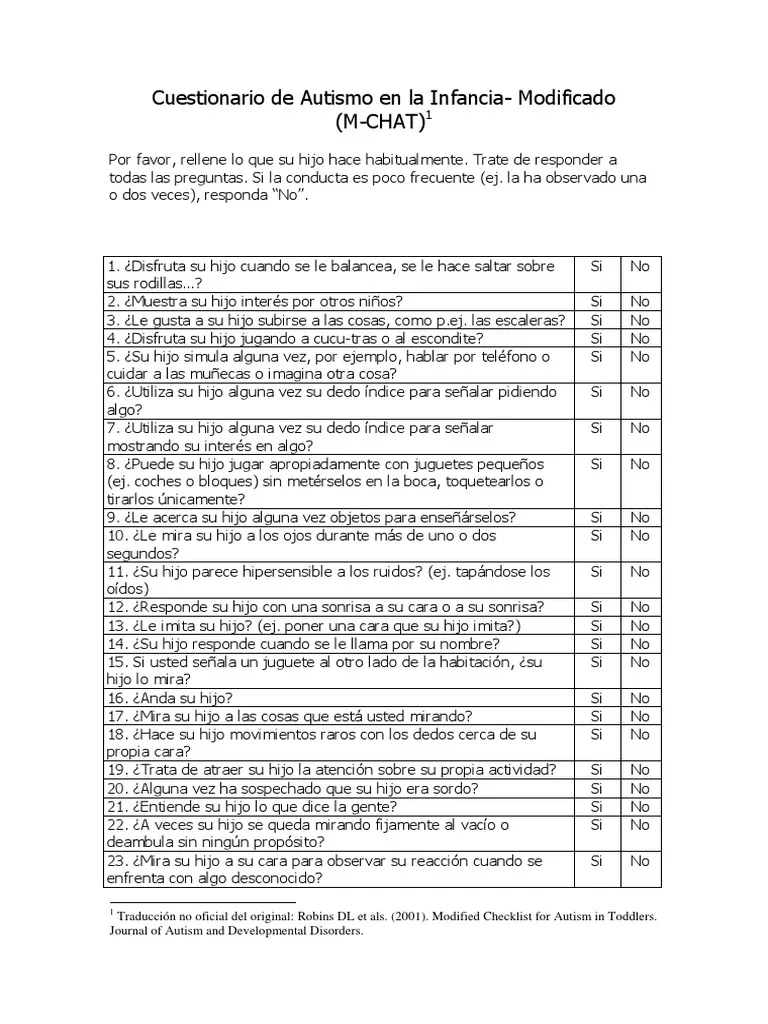 Cuestionario de Autismo en la Infancia- Modificado
(M-CHAT)1
Por favor, rellene lo que su hijo hace habitualmente. Trate de responder a
todas las preguntas. Si la conducta es poco frecuente (ej. la ha observado una
o dos veces), responda “No”.
1. ¿Disfruta su hijo cuando se le balancea, se le hace saltar sobre Si No
sus rodillas...?
2. ¿Muestra su hijo interés por otros niños? Si No
3. ¿Le gusta a su hijo subirse a las cosas, como p.ej. las escaleras? Si No
4. ¿Disfruta su hijo jugando a cucu-tras o al escondite? Si No
5. ¿Su hijo simula alguna vez, por ejemplo, hablar por teléfono o Si No
cuidar a las muñecas o imagina otra cosa?
6. ¿Utiliza su hijo alguna vez su dedo índice para señalar pidiendo Si No
algo?
7. ¿Utiliza su hijo alguna vez su dedo índice para señalar Si No
mostrando su interés en algo?
8. ¿Puede su hijo jugar apropiadamente con juguetes pequeños Si No
(ej. coches o bloques) sin metérselos en la boca, toquetearlos o
tirarlos únicamente?
9. ¿Le acerca su hijo alguna vez objetos para enseñárselos? Si No
10. ¿Le mira su hijo a los ojos durante más de uno o dos Si No
segundos?
11. ¿Su hijo parece hipersensible a los ruidos? (ej. tapándose los Si No
oídos)
12. ¿Responde su hijo con una sonrisa a su cara o a su sonrisa? Si No
13. ¿Le imita su hijo? (ej. poner una cara que su hijo imita?) Si No
14. ¿Su hijo responde cuando se le llama por su nombre? Si No
15. Si usted señala un juguete al otro lado de la habitación, ¿su Si No
hijo lo mira?
16. ¿Anda su hijo? Si No
17. ¿Mira su hijo a las cosas que está usted mirando? Si No
18. ¿Hace su hijo movimientos raros con los dedos cerca de su Si No
propia cara?
19. ¿Trata de atraer su hijo la atención sobre su propia actividad? Si No
20. ¿Alguna vez ha sospechado que su hijo era sordo? Si No
21. ¿Entiende su hijo lo que dice la gente? Si No
22. ¿A veces su hijo se queda mirando fijamente al vacío o Si No
deambula sin ningún propósito?
23. ¿Mira su hijo a su cara para observar su reacción cuando se Si No
enfrenta con algo desconocido?
1 Traducción no oficial del original: Robins DL et als. (2001). Modified Checklist for Autism in Toddlers.
Journal of Autism and Developmental Disorders.